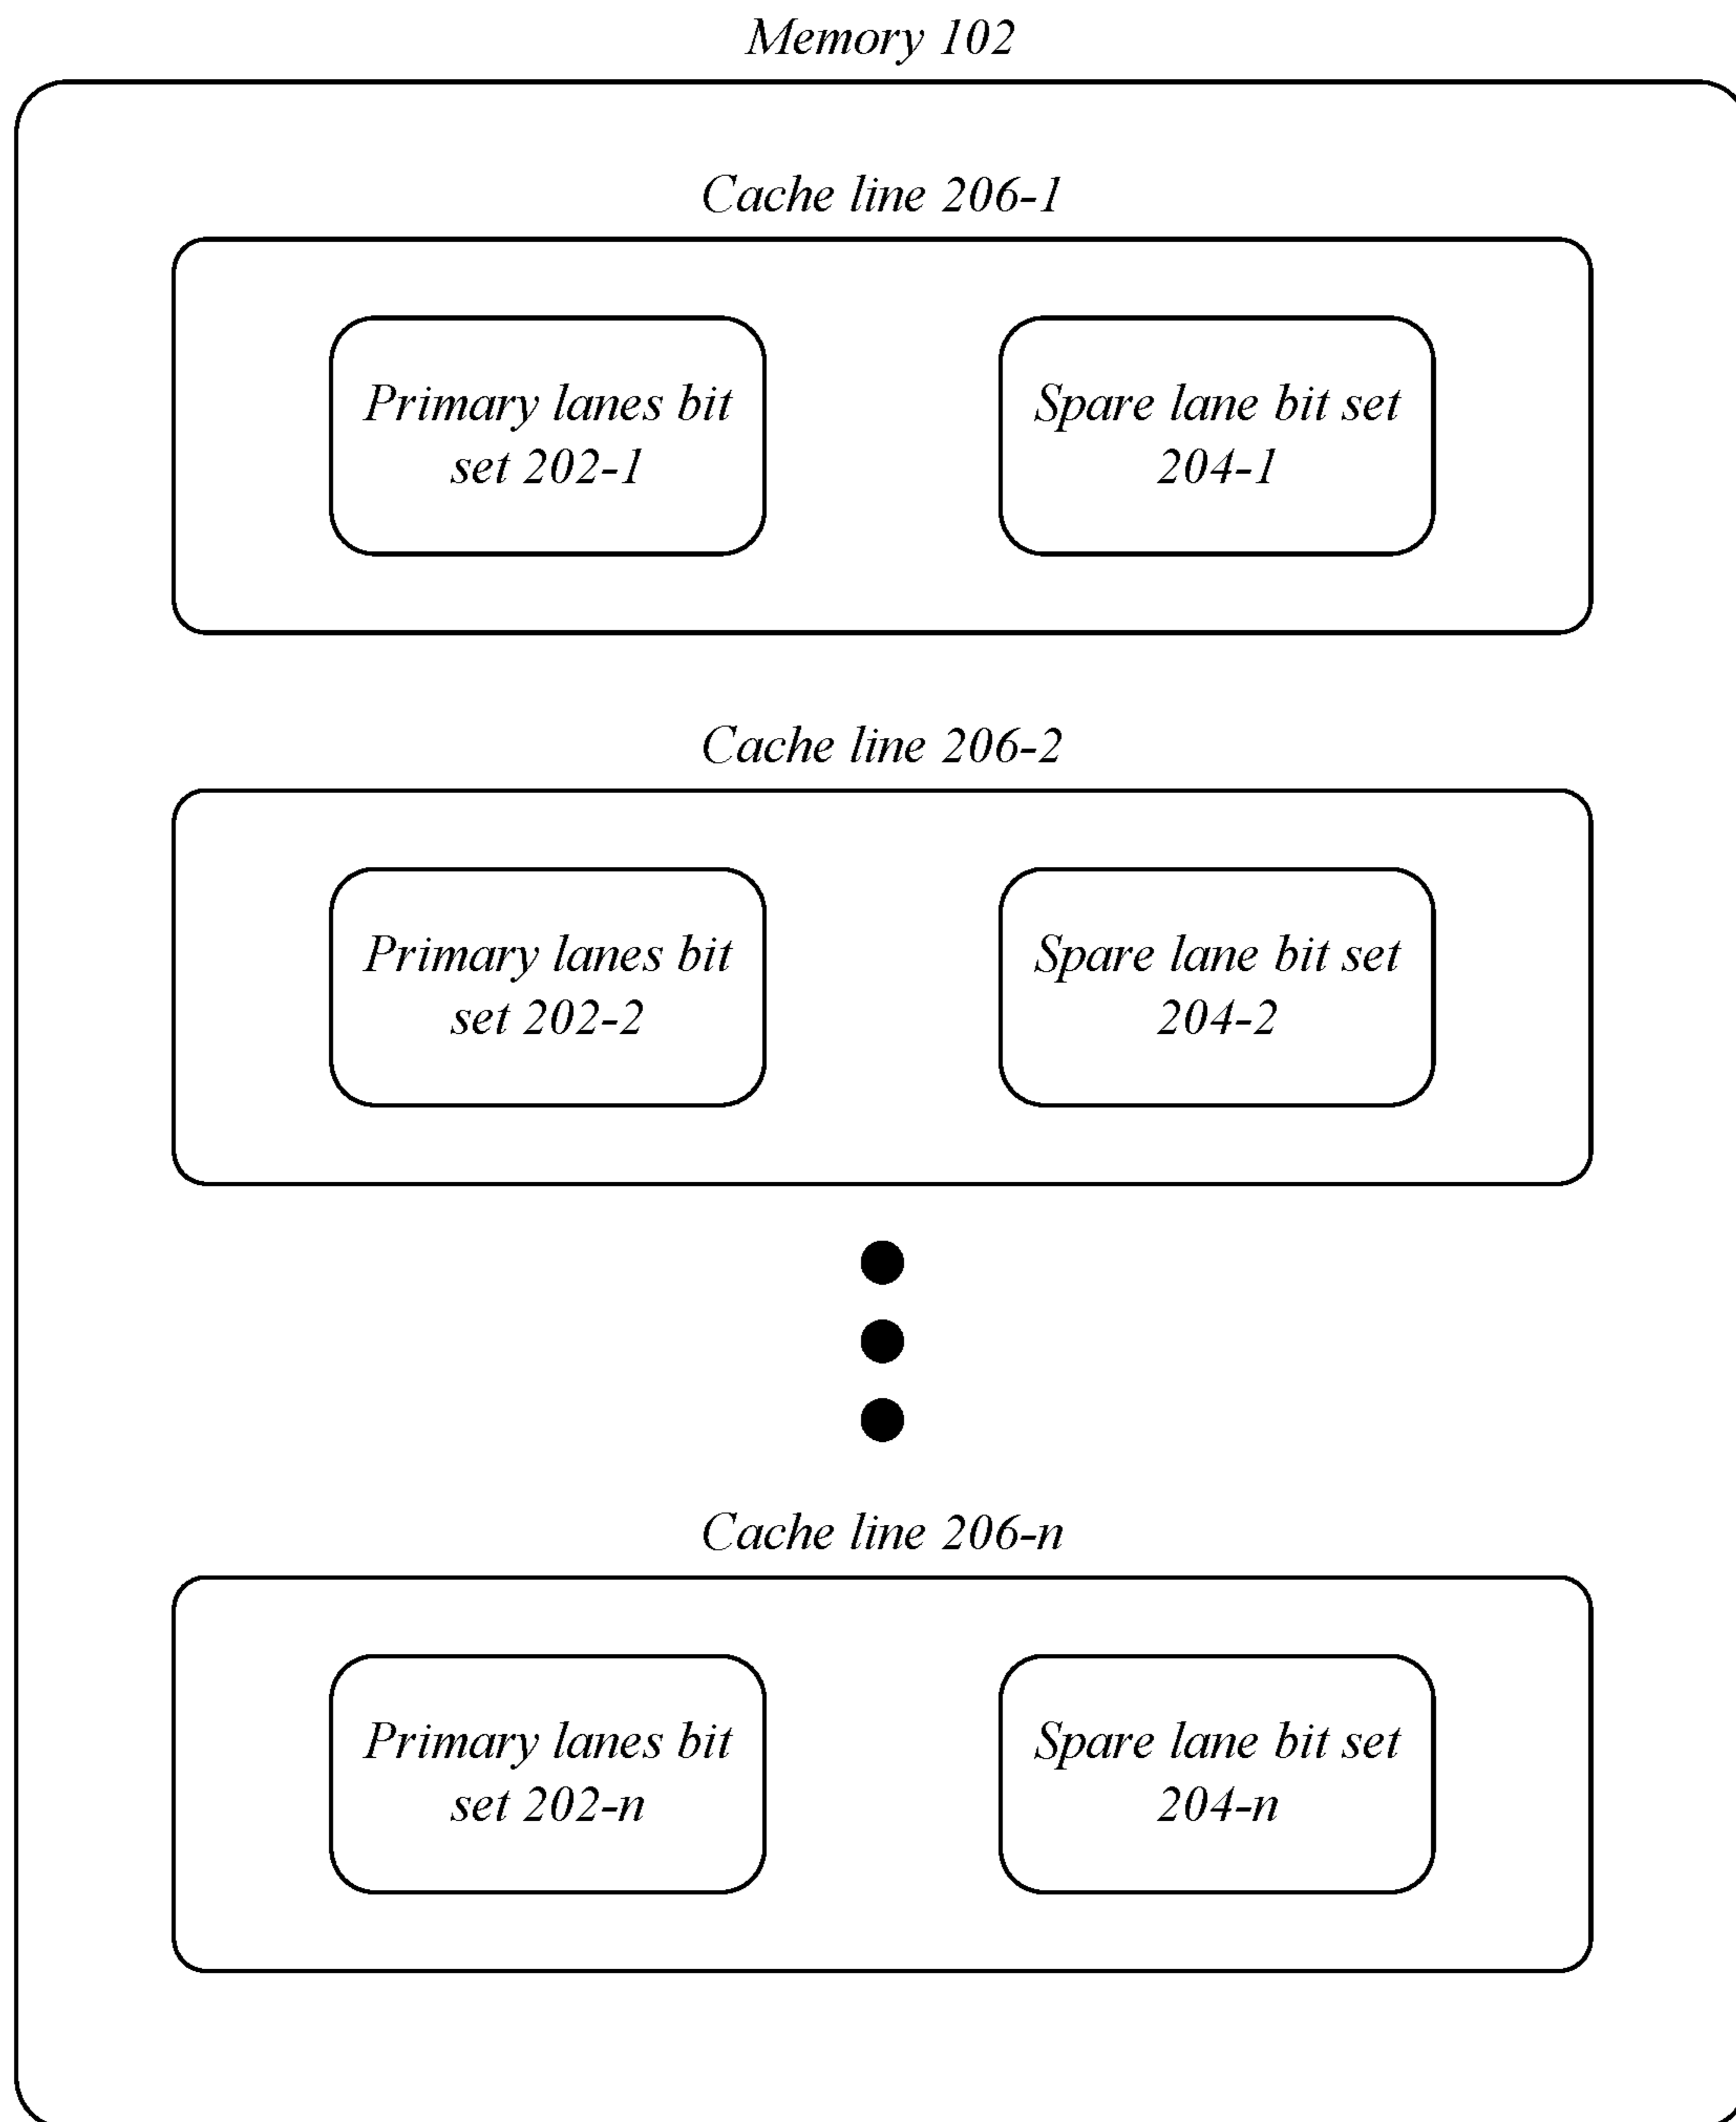 Memory 102
Cache line 206-1
Primary lanes bit
set 202-1
Spare lane bit set
204-1
Cache line 206-2
Primary lanes bit
set 202-2
Spare lane bit set
204-2
Cache line 206-n
Primary lanes bit
set 202-n
Spare lane bit set
204-n